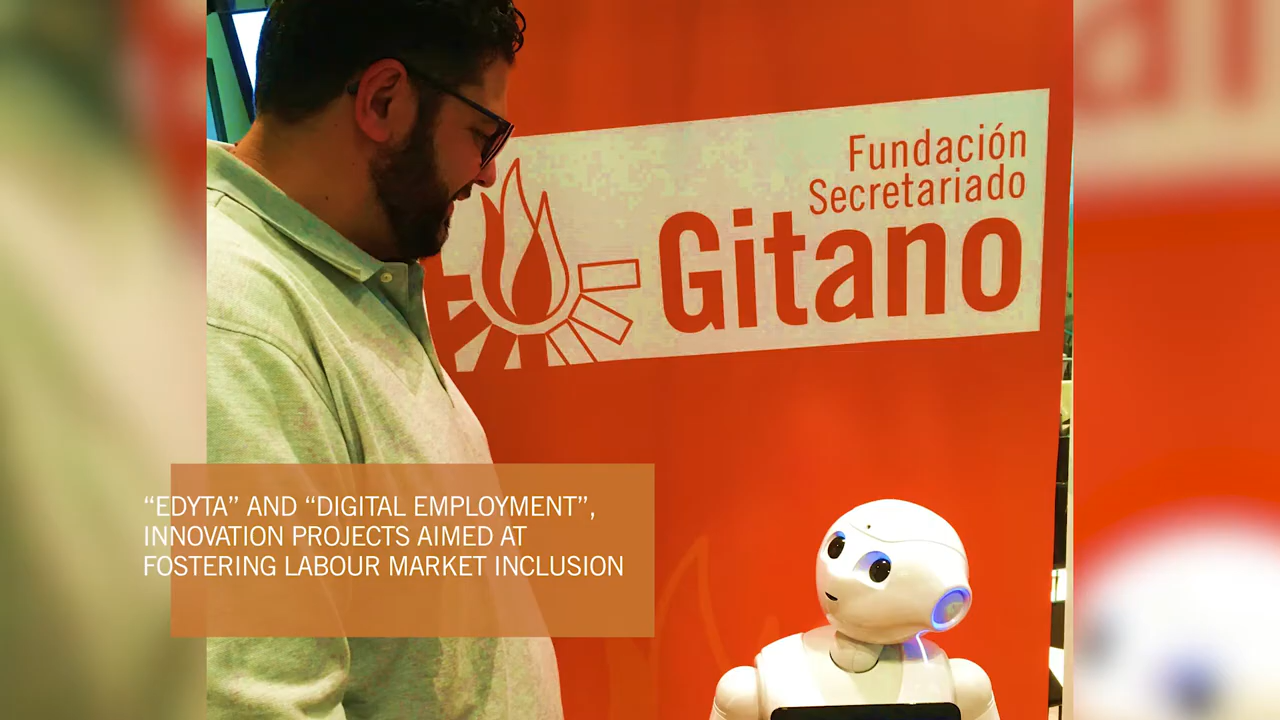 Fundación
Secretariado
Gitano
“EDYTA” AND “DIGITAL EMPLOYMENT”,
INNOVATION PROJECTS AIMED AT
FOSTERING LABOUR MARKET INCLUSION